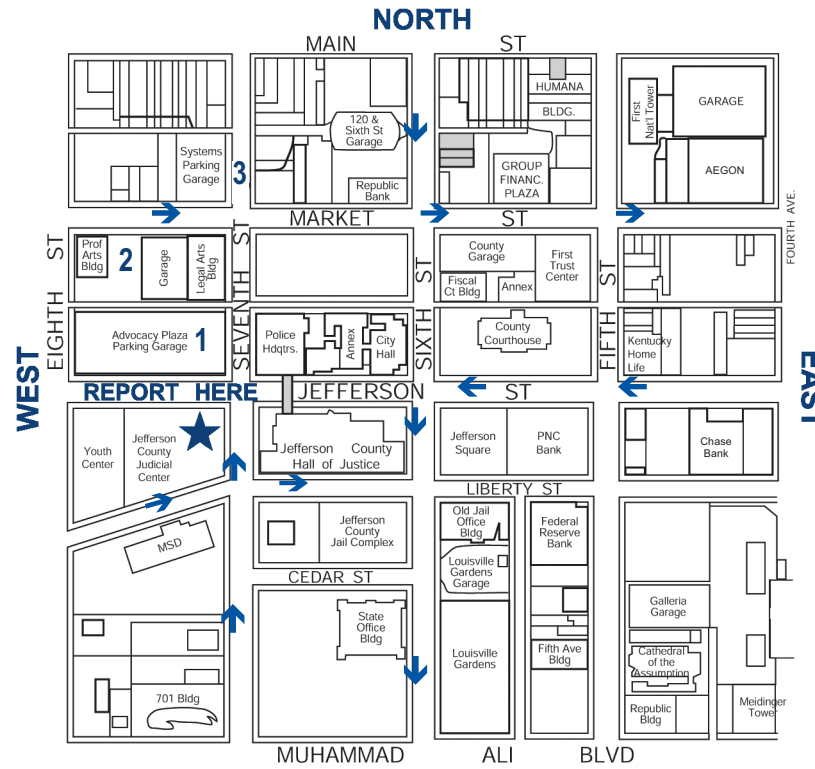 NORTH
MAIN ST
HUMANA
BLDG.
First
Nat'l Tower
GARAGE
120 &
Sixth St
Garage
Systems
Parking
Garage
3
GROUP
FINANC.
PLAZA
AEGON
Republic
Bank
MARKET ST
FOURTH AVE.
EIGHTH ST
SEVENTH ST
SIXTH ST
FIFTH ST
Prof
Arts
Bldg
2
Garage
Legal Arts
Bldg
County
Garage
First
Trust
Center
Fiscal
Ct Bldg
Annex
Advocacy Plaza
Parking Garage
1
Police
Hdqtrs.
Annex
City
Hall
County
Courthouse
Kentucky
Home
Life
WEST
EAST
REPORT HERE
JEFFERSON ST
Youth
Center
Jefferson
County
Judicial
Center
Jefferson County
Hall of Justice
Jefferson
Square
PNC
Bank
Chase
Bank
LIBERTY ST
MSD
Jefferson
County
Jail Complex
Old Jail
Office
Bldg
Federal
Reserve
Bank
Louisville
Gardens
Garage
CEDAR ST
State
Office
Bldg
Galleria
Garage
Louisville
Gardens
Fifth Ave
Bldg
Cathedral
of the
Assumption
701 Bldg
Republic
Bldg
Meidinger
Tower
MUHAMMAD ALI BLVD